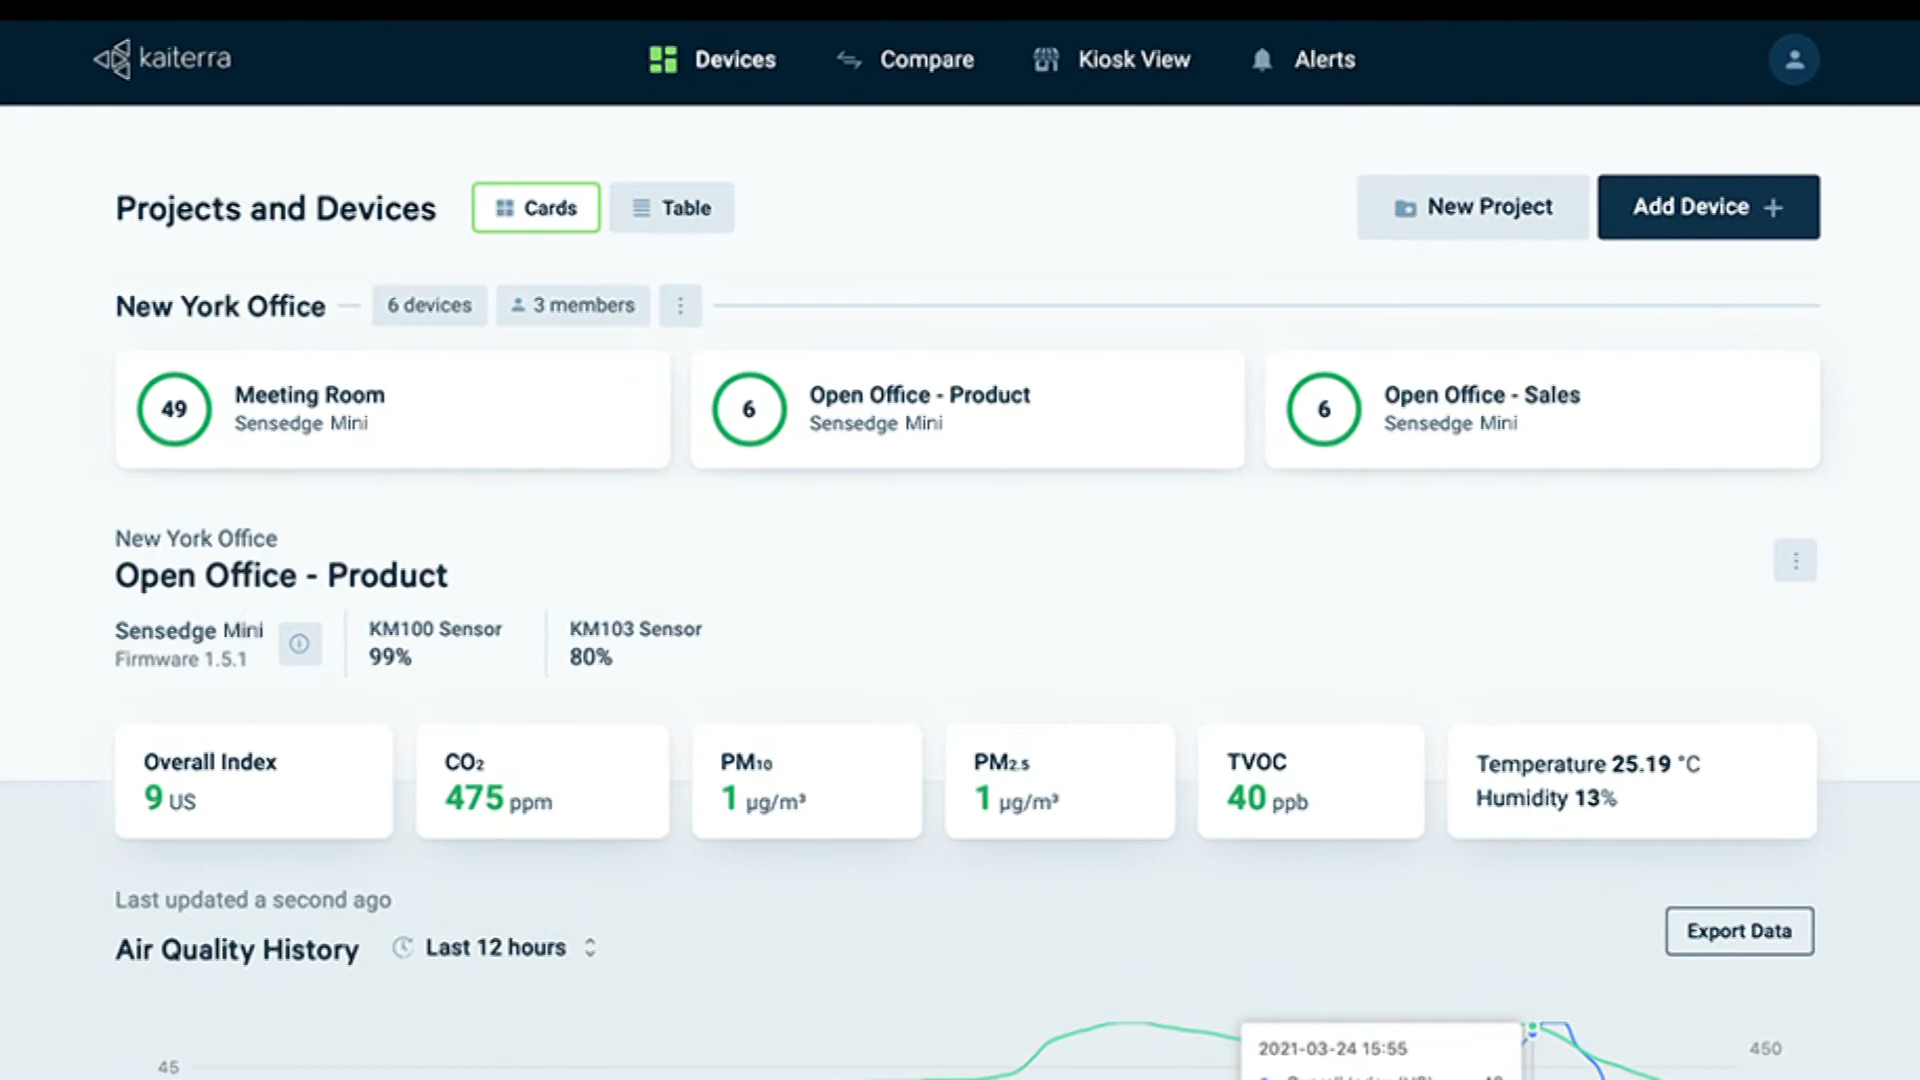 kaiterra
Devices Compare Kiosk View Alerts
Projects and Devices Cards Table New Project Add Device +
New York Office 6 devices 3 members
49 Meeting Room Sensedge Mini
6 Open Office - Product Sensedge Mini
6 Open Office - Sales Sensedge Mini
New York Office
Open Office - Product
Sensedge Mini
Firmware 1.5.1
KM100 Sensor
99%
KM103 Sensor
80%
Overall Index
9 US
CO₂
475 ppm
PM₁₀
1 µg/m³
PM₂.₅
1 µg/m³
TVOC
40 ppb
Temperature 25.19 °C
Humidity 13%
Last updated a second ago
Air Quality History Last 12 hours
Export Data
2021-03-24 15:55
45
450